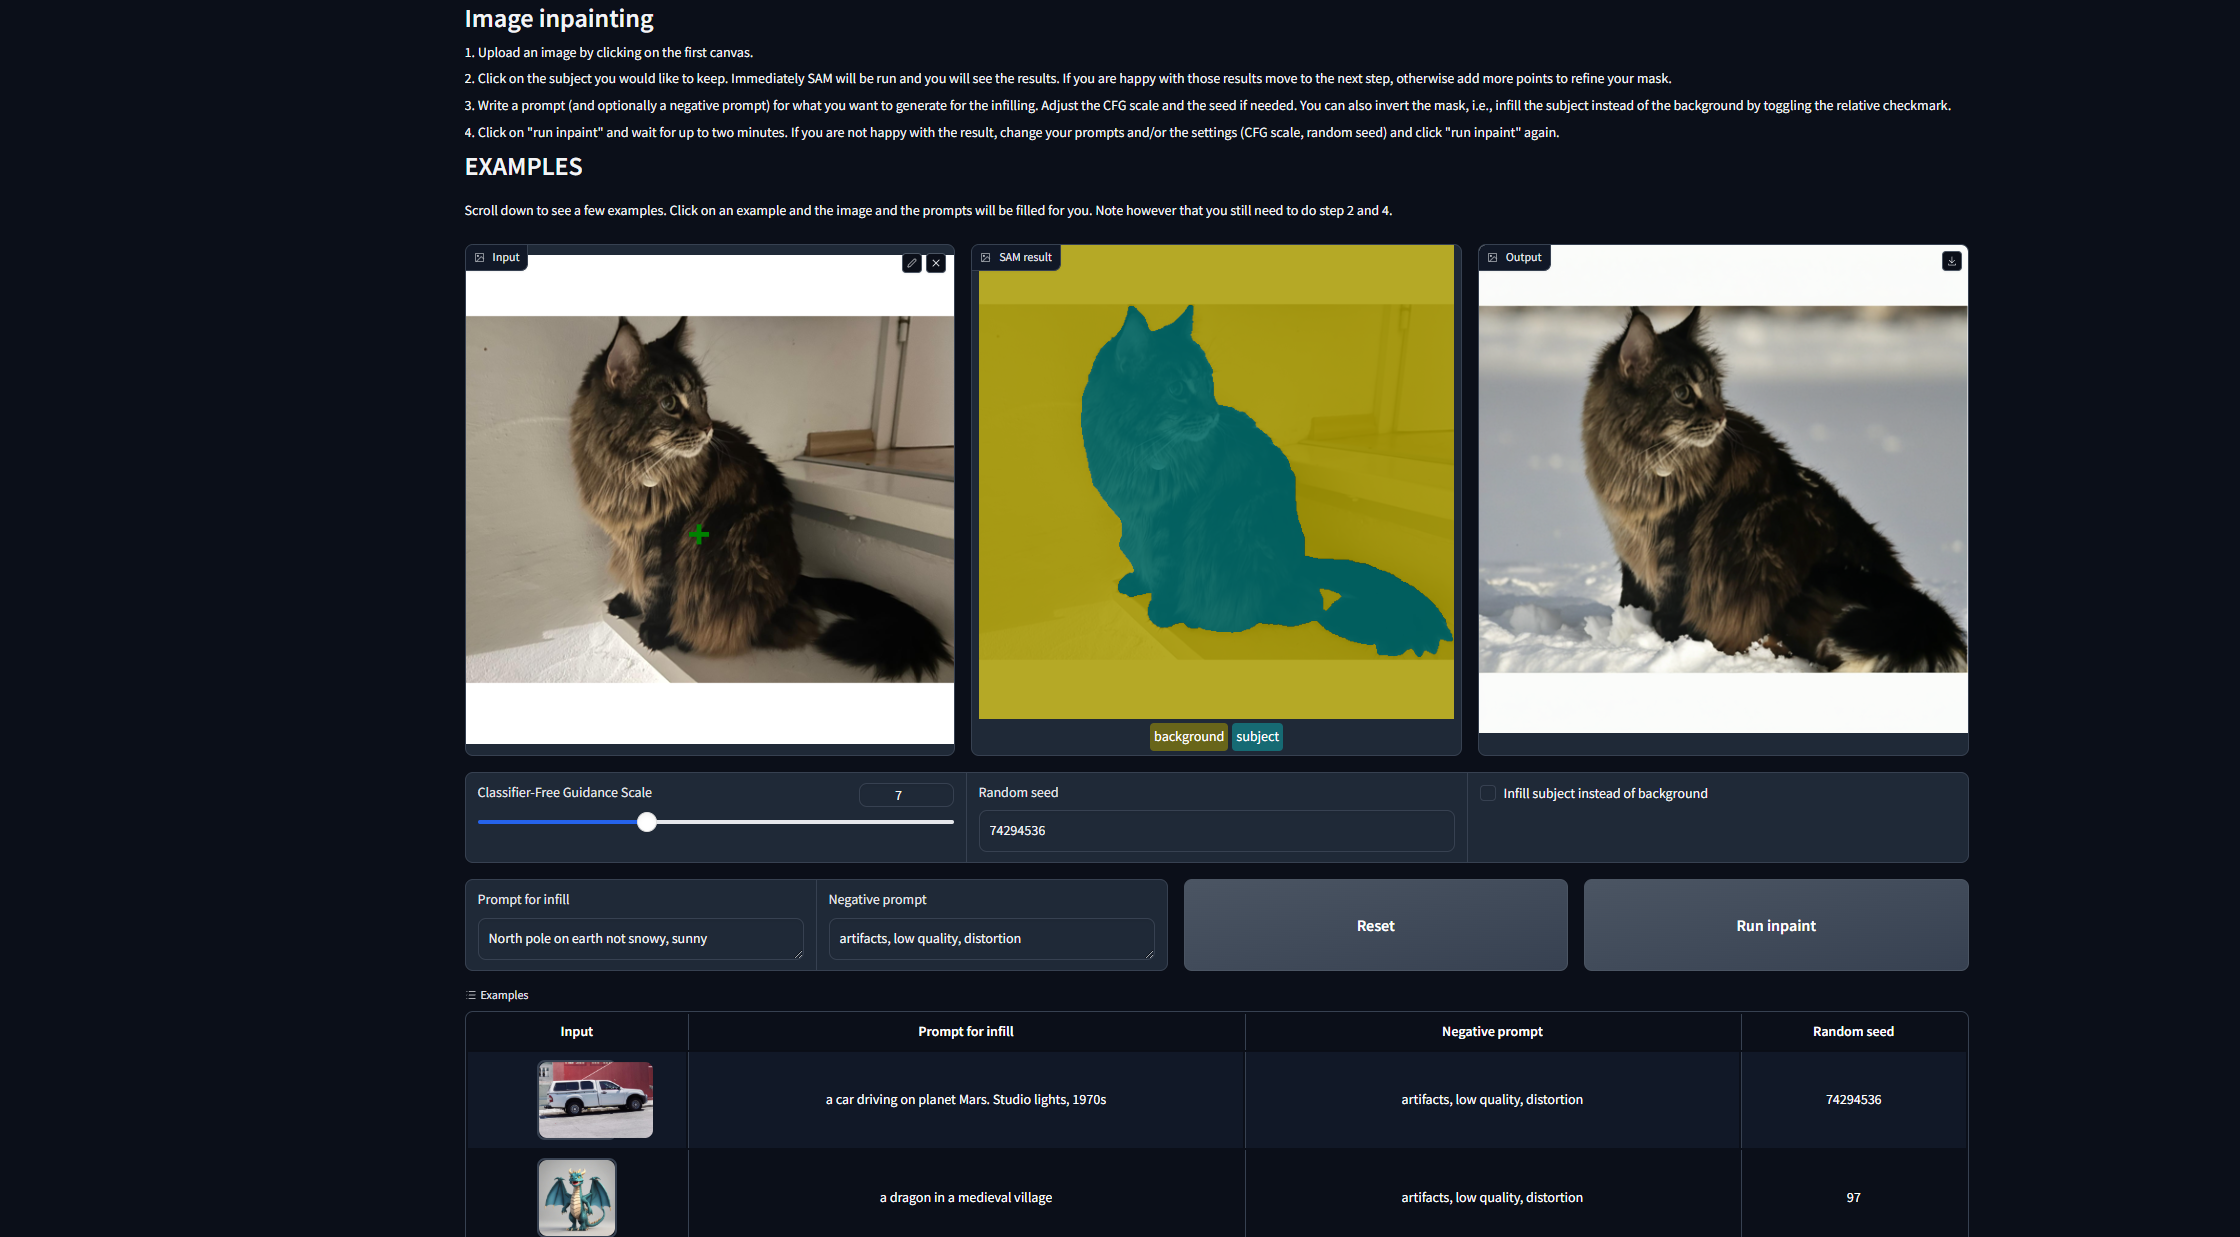 Image inpainting
1. Upload an image by clicking on the first canvas.
2. Click on the subject you would like to keep. Immediately SAM will be run and you will see the results. If you are happy with those results move to the next step, otherwise add more points to refine your mask.
3. Write a prompt (and optionally a negative prompt) for what you want to generate for the infilling. Adjust the CFG scale and the seed if needed. You can also invert the mask, i.e., infill the subject instead of the background by toggling the relative checkmark.
4. Click on "run inpaint" and wait for up to two minutes. If you are not happy with the result, change your prompts and/or the settings (CFG scale, random seed) and click "run inpaint" again.
EXAMPLES
Scroll down to see a few examples. Click on an example and the image and the prompts will be filled for you. Note however that you still need to do step 2 and 4.
Input
SAM result
Output
background subject
Classifier-Free Guidance Scale
7
Random seed
74294536
Infill subject instead of background
Prompt for infill
North pole on earth not snowy, sunny
Negative prompt
artifacts, low quality, distortion
Reset
Run inpaint
Examples
Input Prompt for infill Negative prompt Random seed
a car driving on planet Mars. Studio lights, 1970s artifacts, low quality, distortion 74294536
a dragon in a medieval village artifacts, low quality, distortion 97